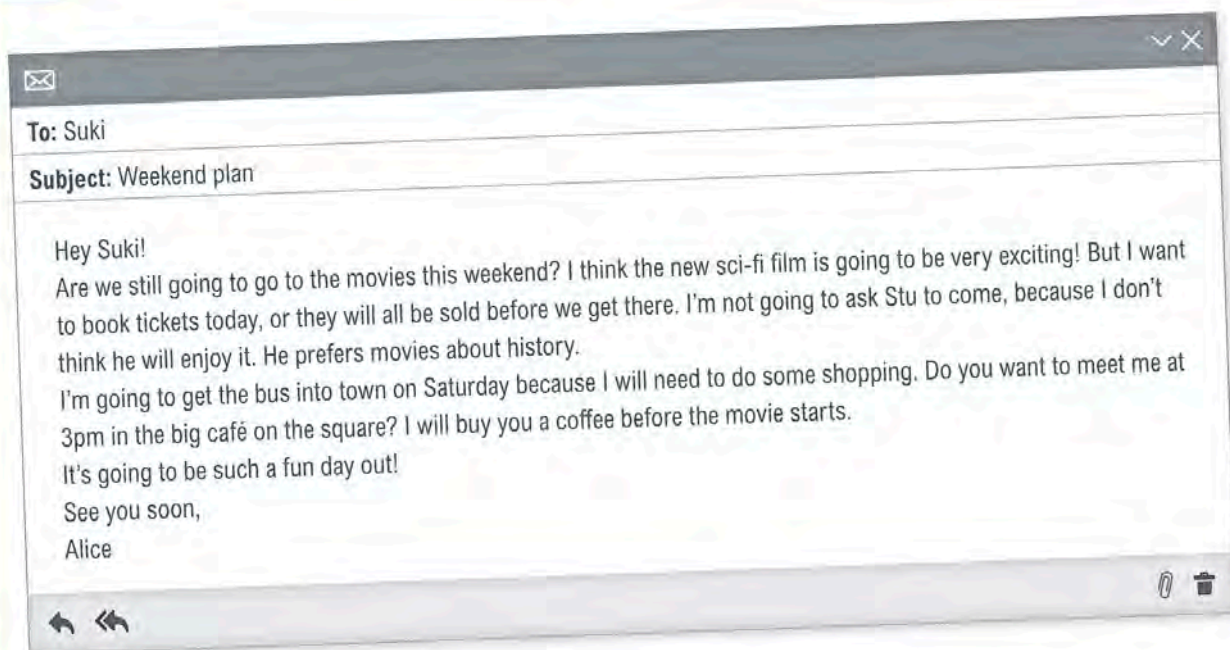 To: Suki
Subject: Weekend plan
Hey Suki!
Are we still going to go to the movies this weekend? I think the new sci-fi film is going to be very exciting! But I want
to book tickets today, or they will all be sold before we get there. I'm not going to ask Stu to come, because I don't
think he will enjoy it. He prefers movies about history.
I'm going to get the bus into town on Saturday because I will need to do some shopping. Do you want to meet me at
3pm in the big café on the square? I will buy you a coffee before the movie starts.
It's going to be such a fun day out!
See you soon,
Alice